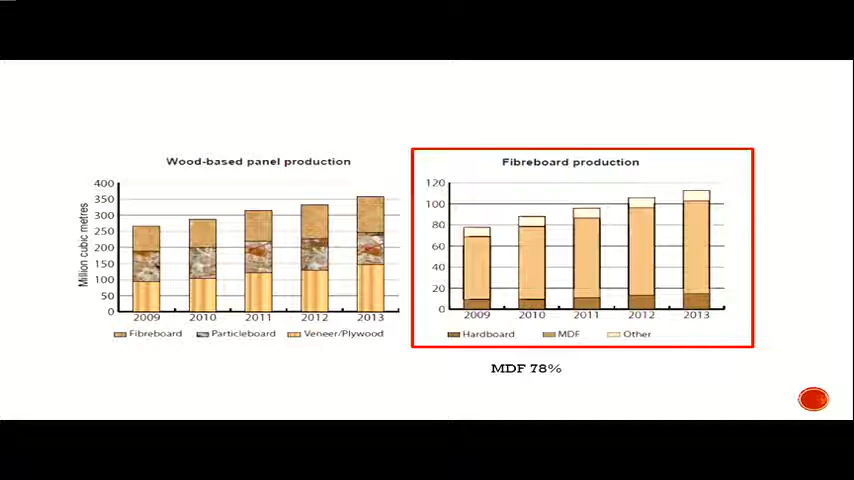 Wood-based panel production
Million cubic metres
400
350
300
250
200
150
100
50
0
2009 2010 2011 2012 2013
Fibreboard Particleboard Veneer/Plywood
Fibreboard production
120
100
80
60
40
20
0
2009 2010 2011 2012 2013
Hardboard MDF Other
MDF 78%